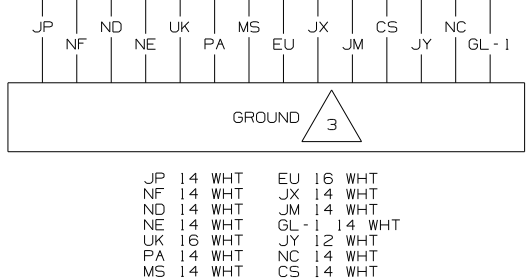 JP ND UK MS JX CS NC
NF NE PA EU JM JY GL-1
GROUND 3
JP 14 WHT EU 16 WHT
NF 14 WHT JX 14 WHT
ND 14 WHT JM 14 WHT
NE 14 WHT GL-1 14 WHT
UK 16 WHT JY 12 WHT
PA 14 WHT NC 14 WHT
MS 14 WHT CS 14 WHT